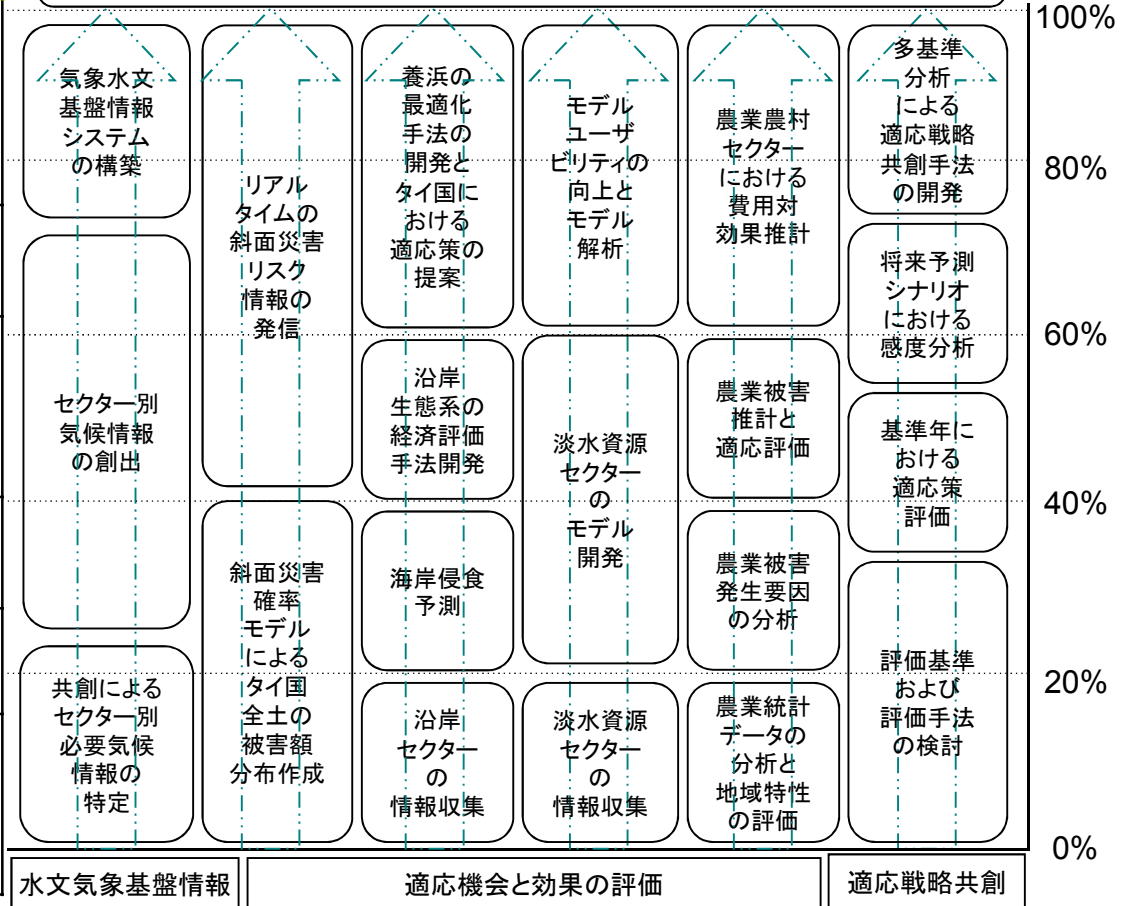 100%
80%
60%
40%
20%
0%
気象水文
基盤情報
システム
の構築
セクター別
気候情報
の創出
共創による
セクター別
必要気候
情報の
特定
リアル
タイムの
斜面災害
リスク
情報の
発信
斜面災害
確率
モデル
による
タイ国
全土の
被害額
分布作成
養浜の
最適化
手法の
開発と
タイ国に
おける
適応策の
提案
沿岸
生態系の
経済評価
手法開発
海岸侵食
予測
沿岸
セクター
の
情報収集
モデル
ユーザ
ビリティの
向上と
モデル
解析
淡水資源
セクター
の
モデル
開発
淡水資源
セクター
の
情報収集
農業農村
セクター
における
費用対
効果推計
農業被害
推計と
適応評価
農業被害
発生要因
の分析
農業統計
データの
分析と
地域特性
の評価
多基準
分析
による
適応戦略
共創手法
の開発
将来予測
シナリオ
における
感度分析
基準年に
おける
適応策
評価
評価基準
および
評価手法
の検討
水文気象基盤情報
適応機会と効果の評価
適応戦略共創